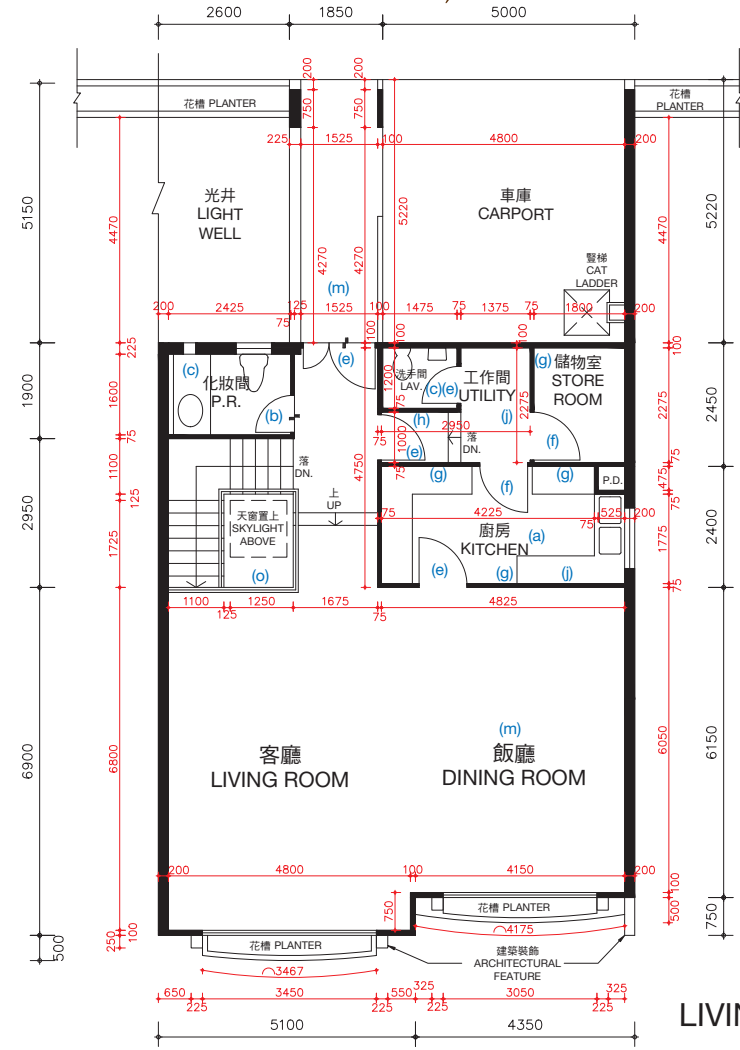 2600
1850
5000
200
200
花槽 PLANTER
花槽
PLANTER
750
750
225
1525
100
4800
200
5150
4470
光井
LIGHT
WELL
車庫
CARPORT
5220
4470
5220
4270
4270
豎梯
CAT
LADDER
(m)
200
2425
125
75
1525
100
1475
75
1375
75
1800
200
225
100
100
100
100
(e)
(c)
化妝間
P.R.
(b)
洗手間
LAV.
(c)(e)
工作間
UTILITY
(j)
(g)
儲物室
STORE
ROOM
(f)
1900
1600
75
1200
75
2275
2275
2450
(h)
75
2950
(e)
1000
75
落
DN.
75
4750
1100
125
2950
1725
落
DN.
上
UP
(g)
(f)
(g)
P.D.
475
75
天窗置上
SKYLIGHT
ABOVE
(o)
75
4225
75
525
200
廚房
KITCHEN
(a)
(e)
(g)
(j)
1775
75
2400
1100
125
1250
1675
75
4825
6900
6800
客廳
LIVING ROOM
(m)
飯廳
DINING ROOM
6050
6150
200
4800
100
4150
200
750
花槽 PLANTER
4175
100
500
750
500
250
100
花槽 PLANTER
建築裝飾
ARCHITECTURAL
FEATURE
3467
650
225
3450
225
550
325
225
3050
225
325
5100
4350
LIVIN